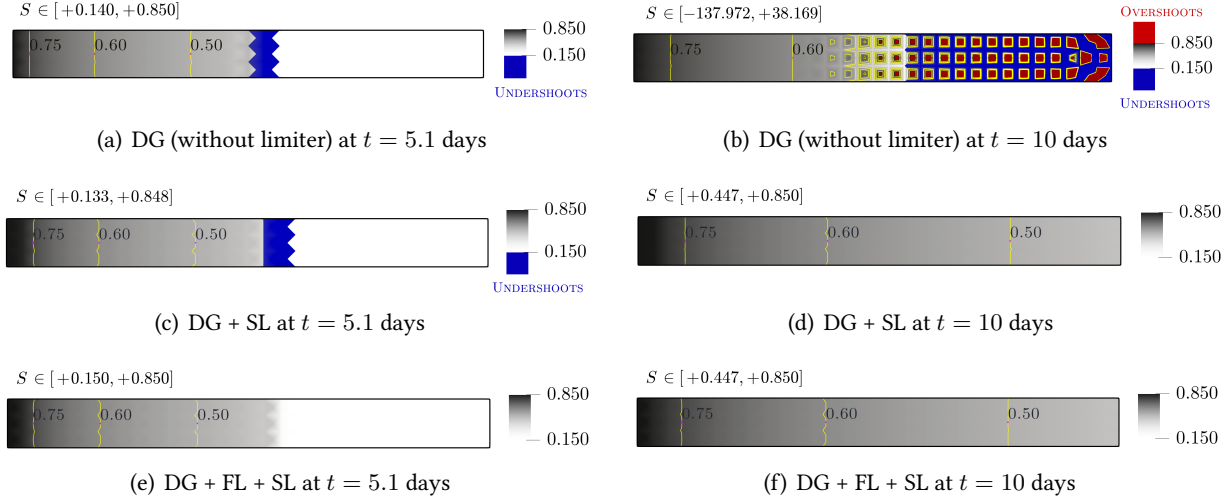 S ∈ [+0.140, +0.850]
0.75 0.60 0.50
0.850
0.150
UNDERSHOOTS
(a) DG (without limiter) at t = 5.1 days
S ∈ [−137.972, +38.169]
0.75 0.60
OVERSHOOTS
0.850
0.150
UNDERSHOOTS
(b) DG (without limiter) at t = 10 days
S ∈ [+0.133, +0.848]
0.75 0.60 0.50
0.850
0.150
UNDERSHOOTS
(c) DG + SL at t = 5.1 days
S ∈ [+0.447, +0.850]
0.75 0.60 0.50
0.850
0.150
(d) DG + SL at t = 10 days
S ∈ [+0.150, +0.850]
0.75 0.60 0.50
0.850
0.150
(e) DG + FL + SL at t = 5.1 days
S ∈ [+0.447, +0.850]
0.75 0.60 0.50
0.850
0.150
(f) DG + FL + SL at t = 10 days